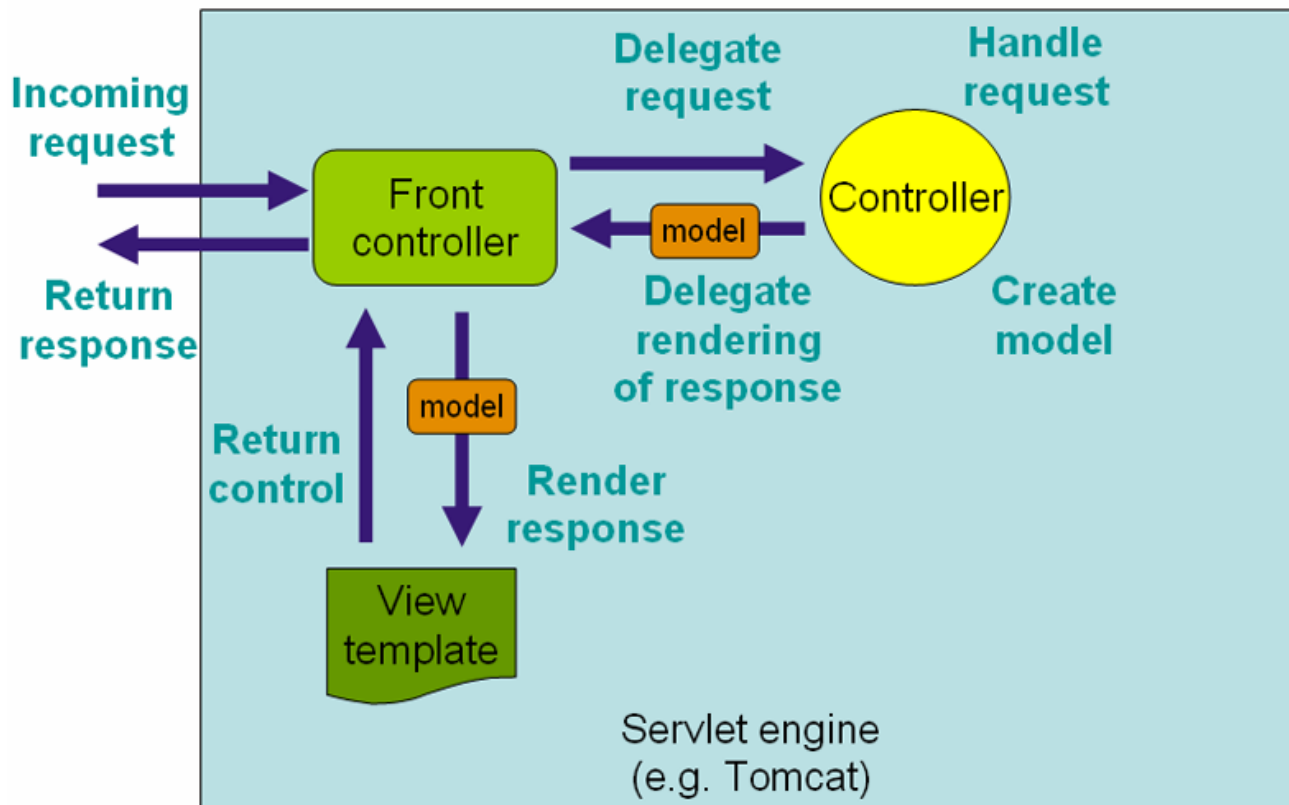 Incoming
request
Return
response
Front
controller
Delegate
request
Handle
request
Controller
model
Delegate
rendering
of response
Create
model
model
Return
control
Render
response
View
template
Servlet engine
(e.g. Tomcat)